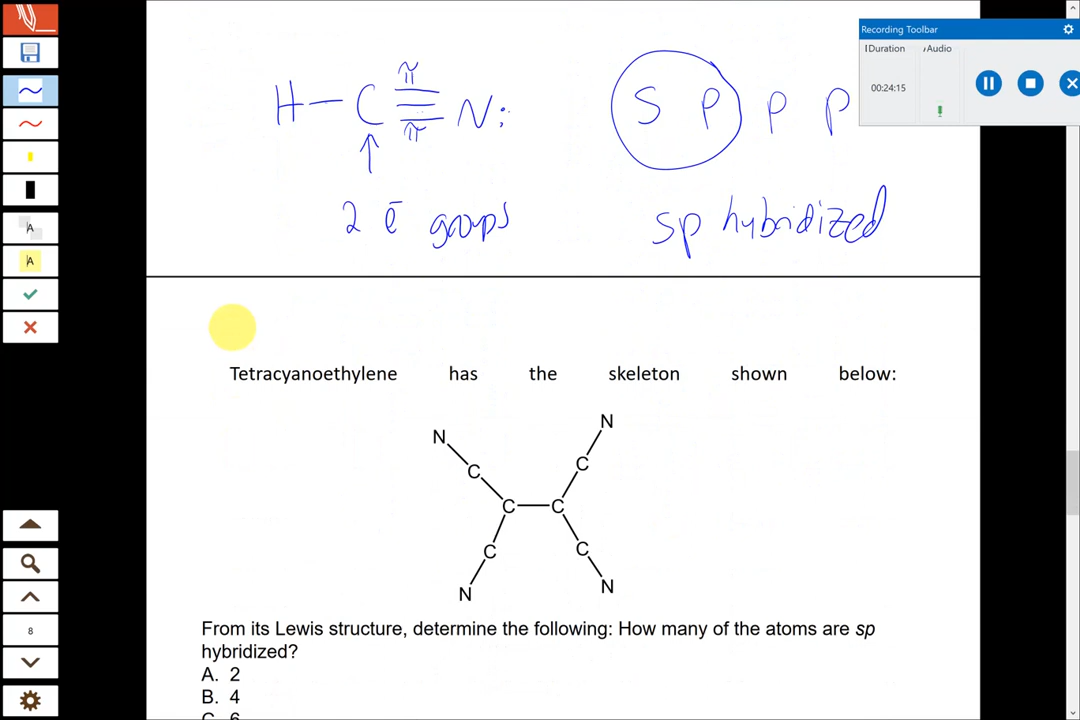 Recording Toolbar
Duration
Audio
00:24:15
π
H — C ≡ N:
π
S P P P
2 ē groups
sp hybridized
A
A
Tetracyanoethylene has the skeleton shown below:
N
N
C
C
C — C
C
C
N
N
From its Lewis structure, determine the following: How many of the atoms are sp
hybridized?
A. 2
B. 4
C. 6
8